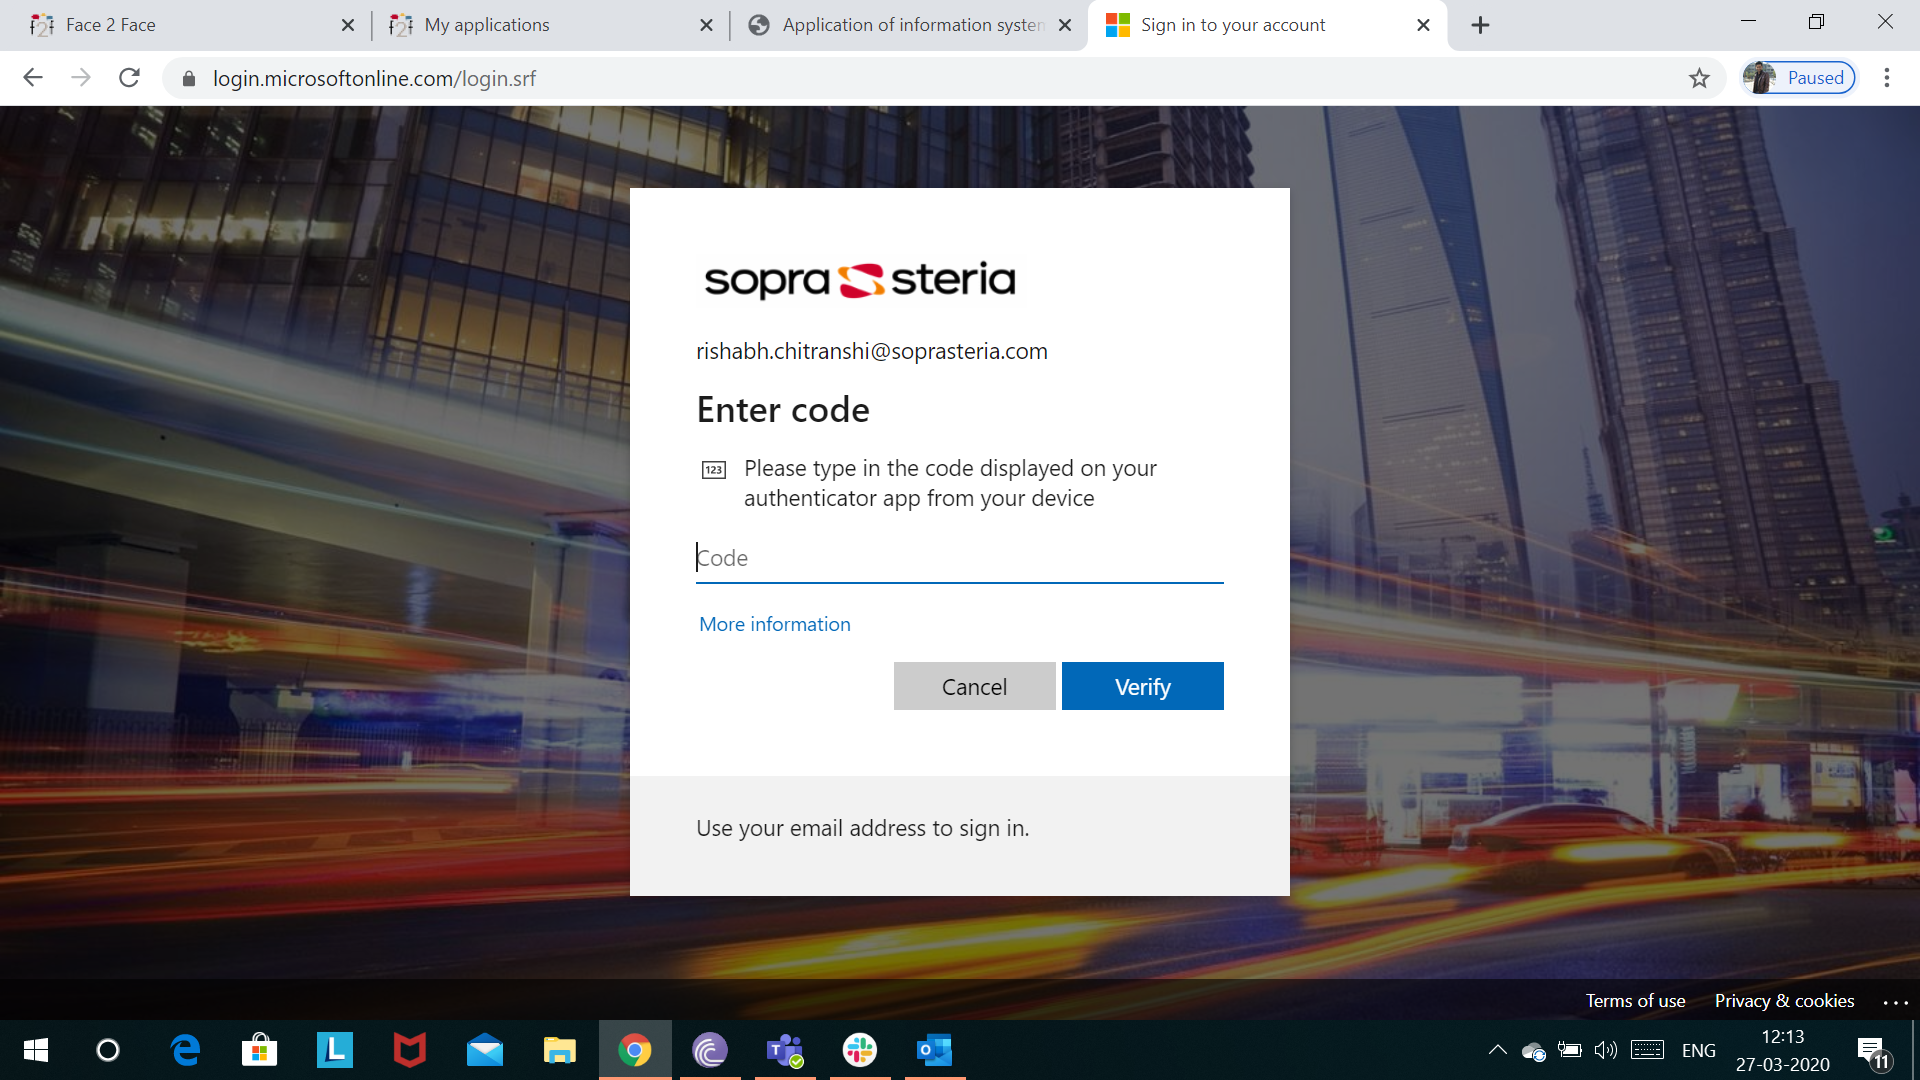 Face 2 Face
My applications
Application of information system
Sign in to your account
login.microsoftonline.com/login.srf
Paused
sopra steria
rishabh.chitranshi@soprasteria.com
Enter code
123
Please type in the code displayed on your
authenticator app from your device
Code
More information
Cancel
Verify
Use your email address to sign in.
Terms of use
Privacy & cookies
ENG
12:13
27-03-2020
11